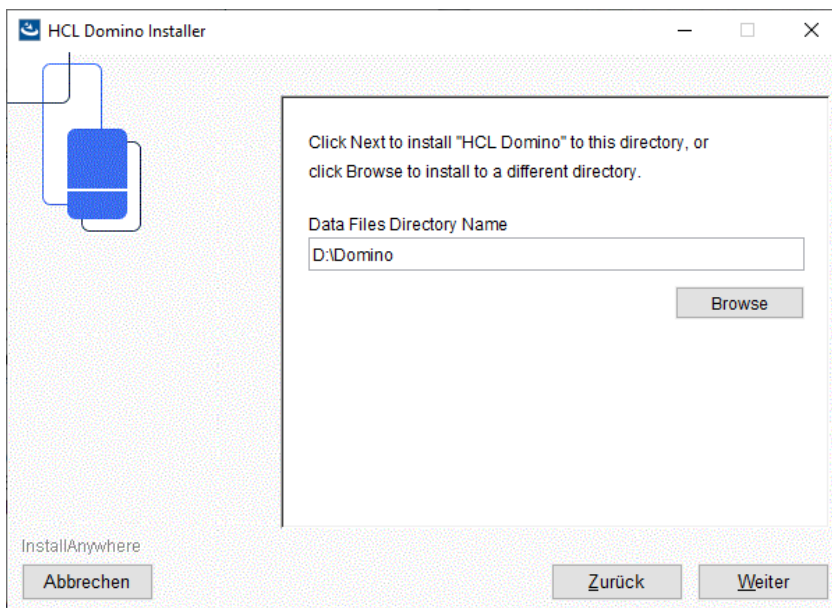 HCL Domino Installer
Click Next to install "HCL Domino" to this directory, or
click Browse to install to a different directory.
Data Files Directory Name
D:\Domino
Browse
InstallAnywhere
Abbrechen
Zurück
Weiter